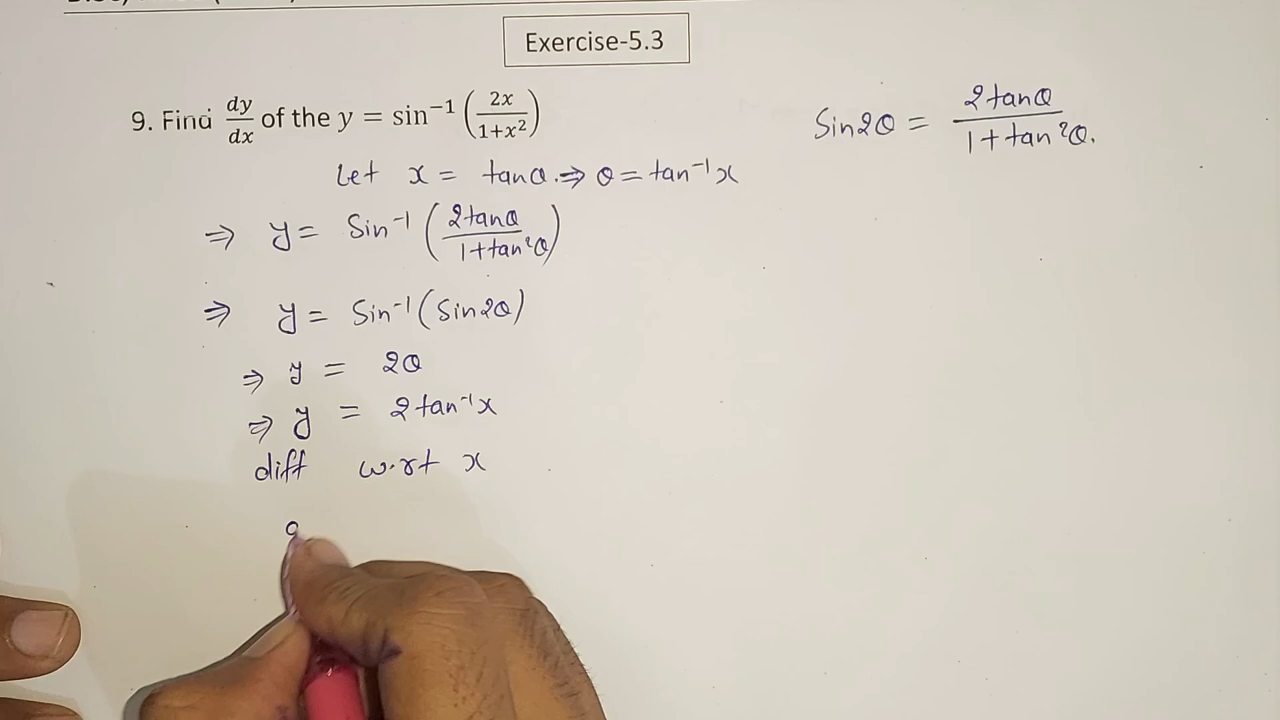 Exercise-5.3
9. Find dy/dx of the y = sin⁻¹(2x/1+x²)
Sin2θ = 2tanθ/1+tan²θ.
Let x = tanθ. ⇒ θ = tan⁻¹x
⇒ y = Sin⁻¹(2tanθ/1+tan²θ)
⇒ y = Sin⁻¹(Sin2θ)
⇒ y = 2θ
⇒ y = 2tan⁻¹x
diff w.r.t x